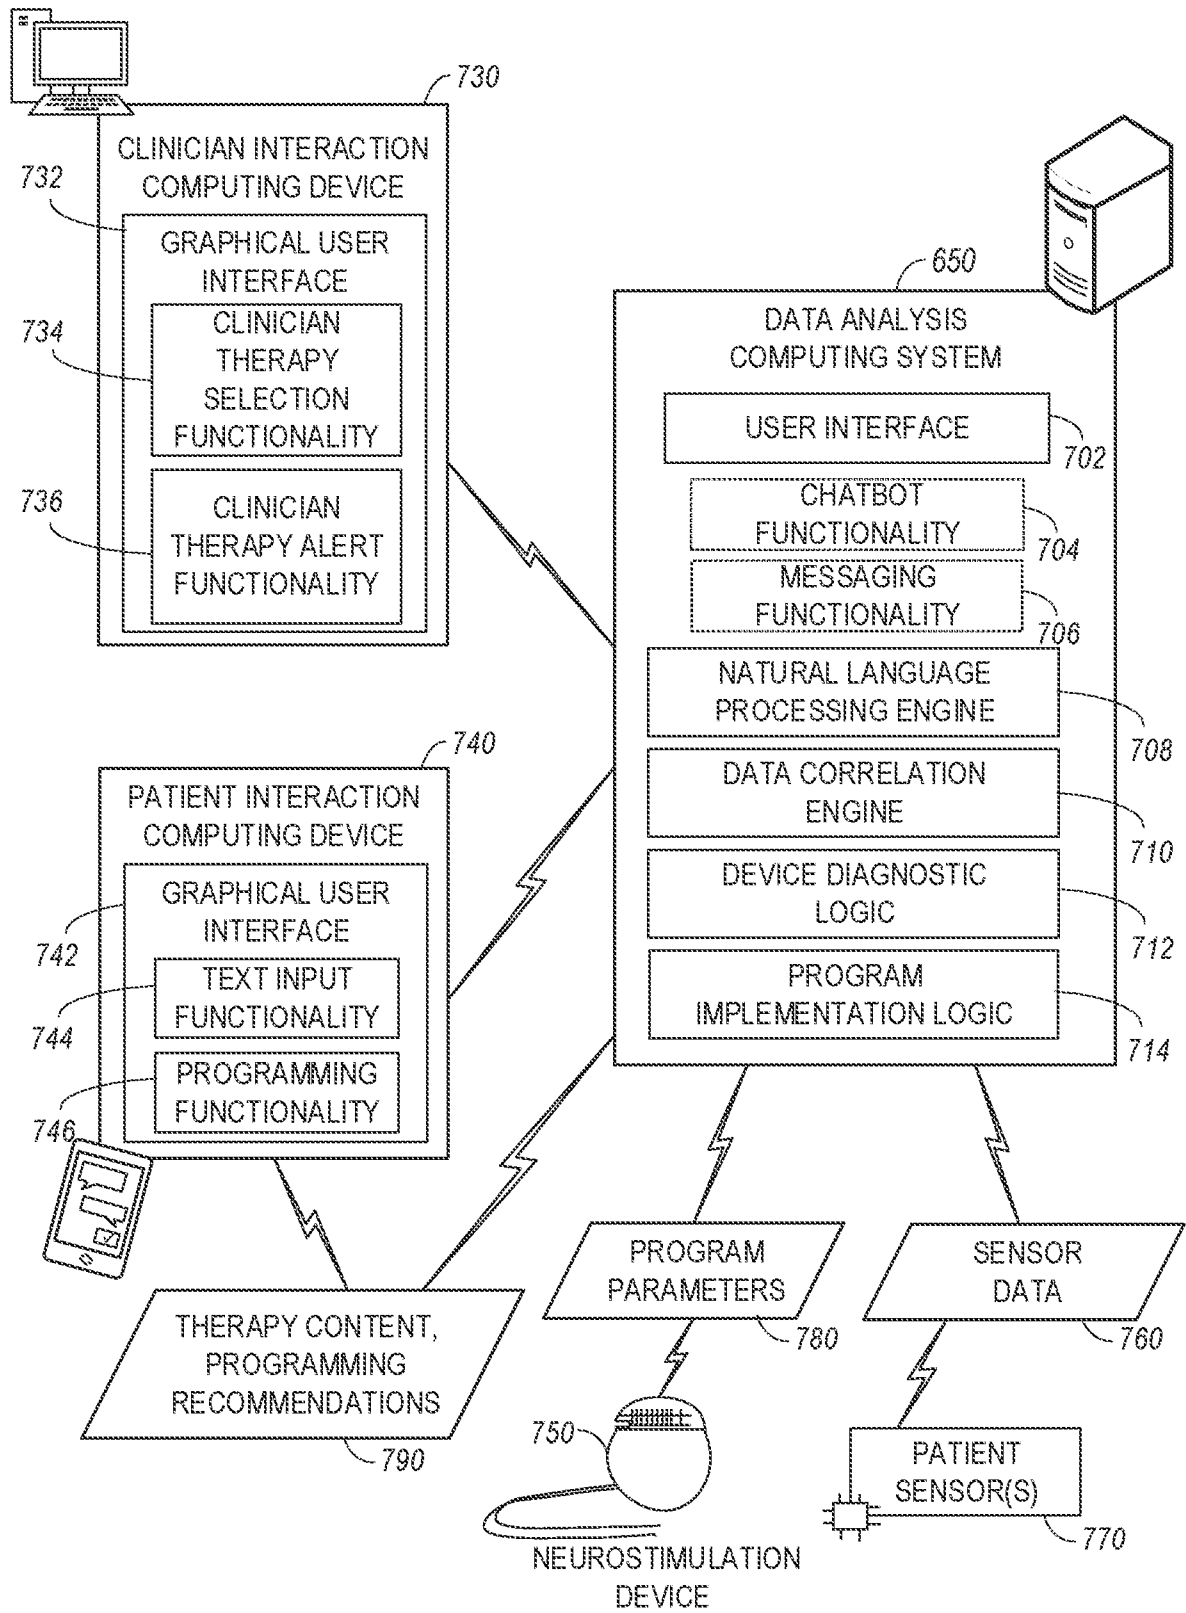 730
CLINICIAN INTERACTION
COMPUTING DEVICE
732
GRAPHICAL USER
INTERFACE
734
CLINICIAN
THERAPY
SELECTION
FUNCTIONALITY
736
CLINICIAN
THERAPY ALERT
FUNCTIONALITY
740
PATIENT INTERACTION
COMPUTING DEVICE
GRAPHICAL USER
INTERFACE
742
TEXT INPUT
FUNCTIONALITY
744
PROGRAMMING
FUNCTIONALITY
746
650
DATA ANALYSIS
COMPUTING SYSTEM
USER INTERFACE
702
CHATBOT
FUNCTIONALITY
704
MESSAGING
FUNCTIONALITY
706
NATURAL LANGUAGE
PROCESSING ENGINE
708
DATA CORRELATION
ENGINE
710
DEVICE DIAGNOSTIC
LOGIC
712
PROGRAM
IMPLEMENTATION LOGIC
714
THERAPY CONTENT,
PROGRAMMING
RECOMMENDATIONS
790
PROGRAM
PARAMETERS
780
SENSOR
DATA
760
750
NEUROSTIMULATION
DEVICE
PATIENT
SENSOR(S)
770